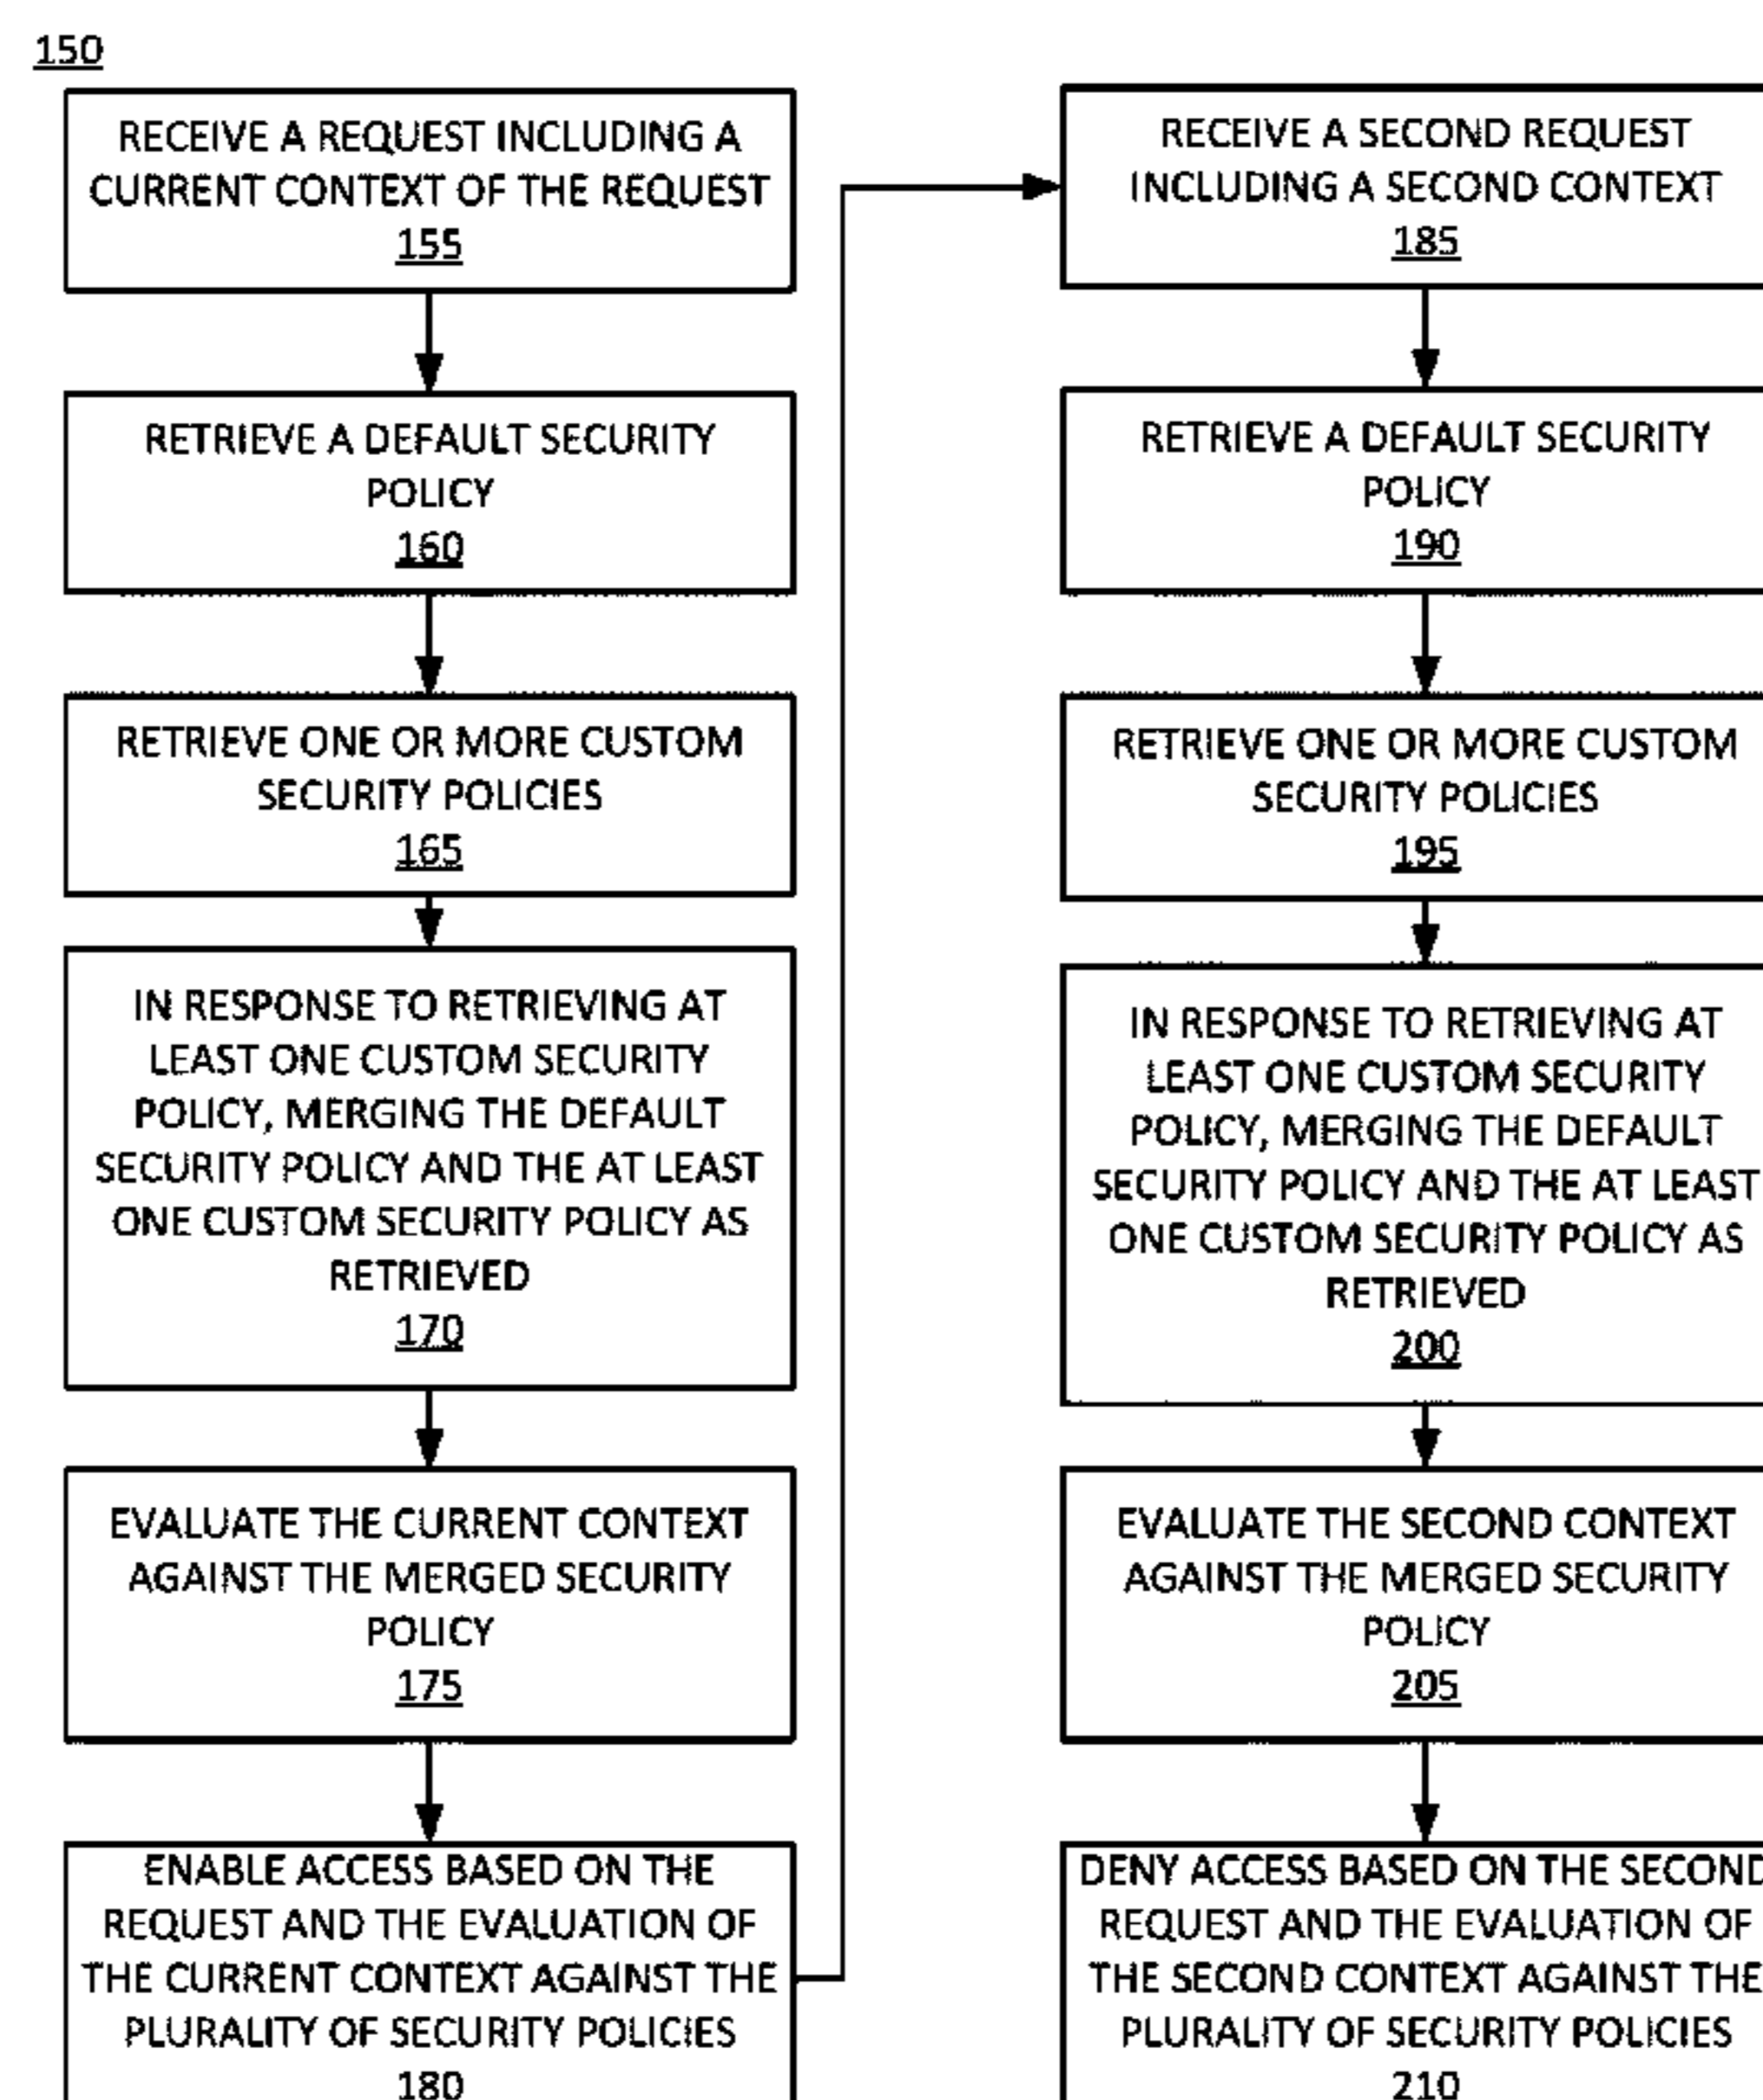 150
RECEIVE A REQUEST INCLUDING A
CURRENT CONTEXT OF THE REQUEST
155
RETRIEVE A DEFAULT SECURITY
POLICY
160
RETRIEVE ONE OR MORE CUSTOM
SECURITY POLICIES
165
IN RESPONSE TO RETRIEVING AT
LEAST ONE CUSTOM SECURITY
POLICY, MERGING THE DEFAULT
SECURITY POLICY AND THE AT LEAST
ONE CUSTOM SECURITY POLICY AS
RETRIEVED
170
EVALUATE THE CURRENT CONTEXT
AGAINST THE MERGED SECURITY
POLICY
175
ENABLE ACCESS BASED ON THE
REQUEST AND THE EVALUATION OF
THE CURRENT CONTEXT AGAINST THE
PLURALITY OF SECURITY POLICIES
180
RECEIVE A SECOND REQUEST
INCLUDING A SECOND CONTEXT
185
RETRIEVE A DEFAULT SECURITY
POLICY
190
RETRIEVE ONE OR MORE CUSTOM
SECURITY POLICIES
195
IN RESPONSE TO RETRIEVING AT
LEAST ONE CUSTOM SECURITY
POLICY, MERGING THE DEFAULT
SECURITY POLICY AND THE AT LEAST
ONE CUSTOM SECURITY POLICY AS
RETRIEVED
200
EVALUATE THE SECOND CONTEXT
AGAINST THE MERGED SECURITY
POLICY
205
DENY ACCESS BASED ON THE SECOND
REQUEST AND THE EVALUATION OF
THE SECOND CONTEXT AGAINST THE
PLURALITY OF SECURITY POLICIES
210